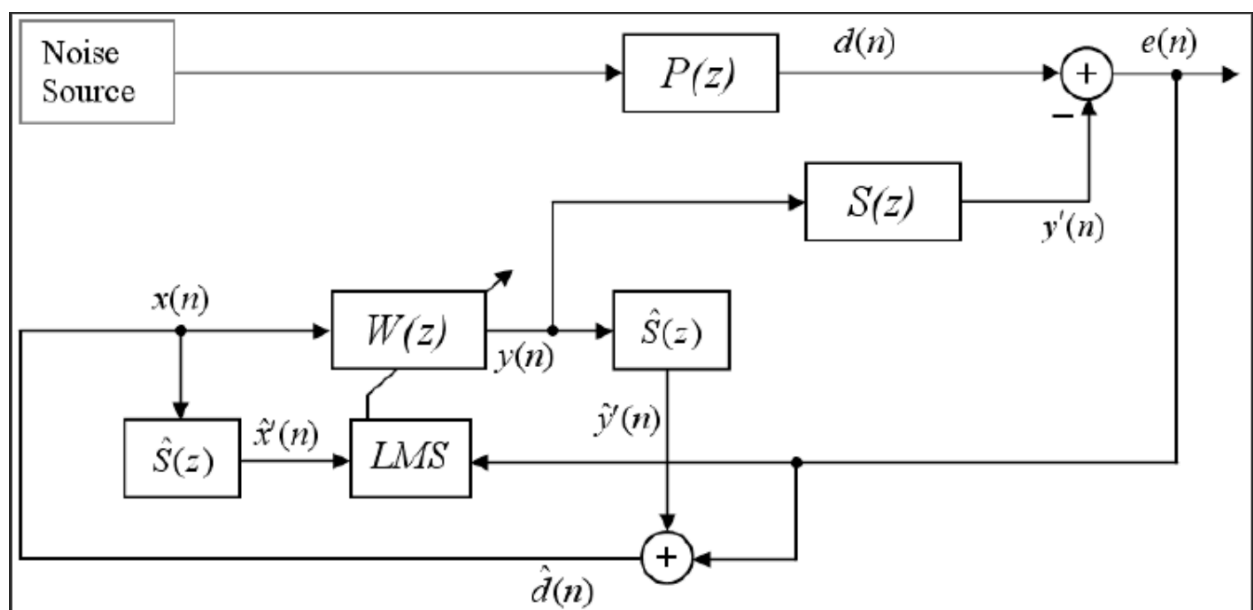 Noise
Source
P(z)
d(n)
+
e(n)
−
S(z)
y'(n)
x(n)
W(z)
y(n)
Ŝ(z)
Ŝ(z)
x̂'(n)
LMS
ŷ'(n)
+
d̂(n)